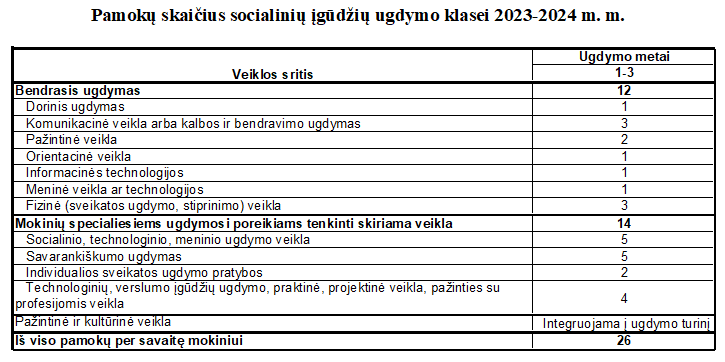 Pamokų skaičius socialinių įgūdžių ugdymo klasei 2023-2024 m. m.
Veiklos sritis
Ugdymo metai
1-3
Bendrasis ugdymas 12
Dorinis ugdymas 1
Komunikacinė veikla arba kalbos ir bendravimo ugdymas 3
Pažintinė veikla 2
Orientacinė veikla 1
Informacinės technologijos 1
Meninė veikla ar technologijos 1
Fizinė (sveikatos ugdymo, stiprinimo) veikla 3
Mokinių specialiesiems ugdymosi poreikiams tenkinti skiriama veikla 14
Socialinio, technologinio, meninio ugdymo veikla 5
Savarankiškumo ugdymas 5
Individualios sveikatos ugdymo pratybos 2
Technologinių, verslumo įgūdžių ugdymo, praktinė, projektinė veikla, pažinties su
profesijomis veikla 4
Pažintinė ir kultūrinė veikla Integruojama į ugdymo turinį
Iš viso pamokų per savaitę mokiniui 26